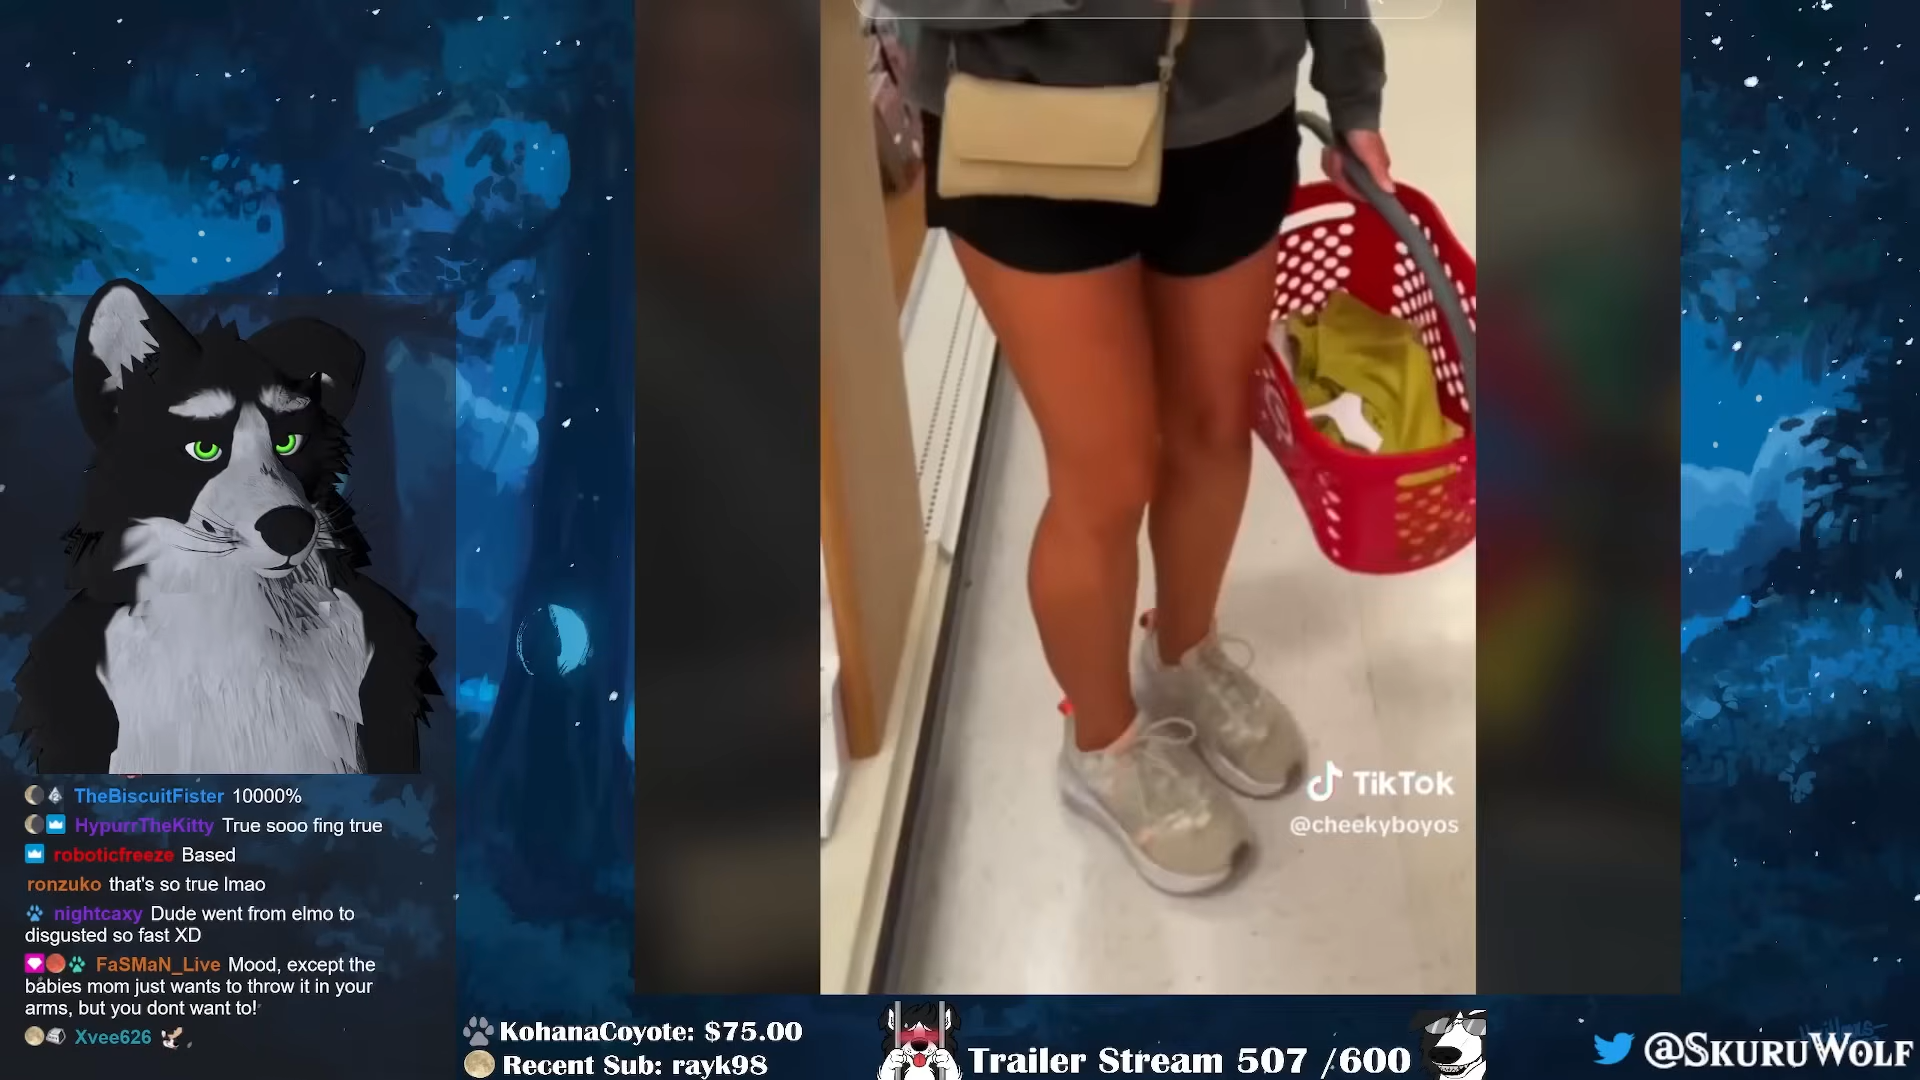 TikTok
@cheekyboyos
TheBiscuitFister 10000%
HypurrTheKitty True sooo fing true
roboticfreeze Based
ronzuko that's so true lmao
nightcaxy Dude went from elmo to
disgusted so fast XD
FaSMaN_Live Mood, except the
babies mom just wants to throw it in your
arms, but you dont want to!
Xvee626
KohanaCoyote: $75.00
Recent Sub: rayk98
Trailer Stream 507 /600
@SkuruWolf